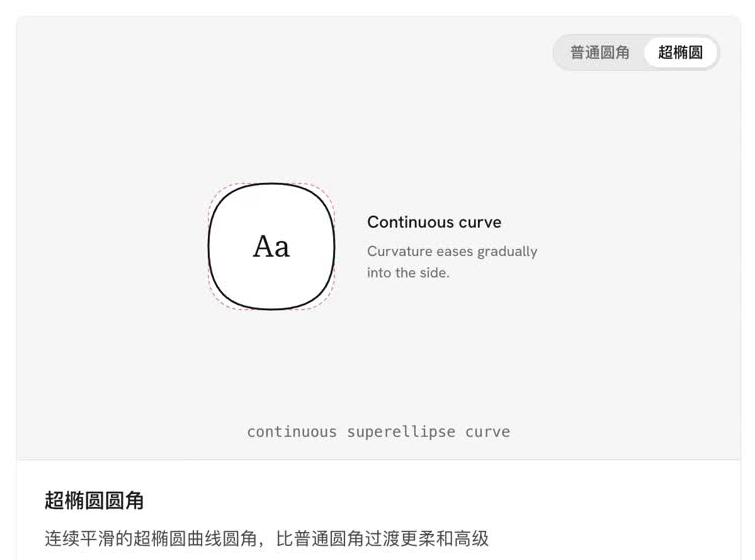 普通圆角 超椭圆
Aa
Continuous curve
Curvature eases gradually
into the side.
continuous superellipse curve
超椭圆圆角
连续平滑的超椭圆曲线圆角，比普通圆角过渡更柔和高级